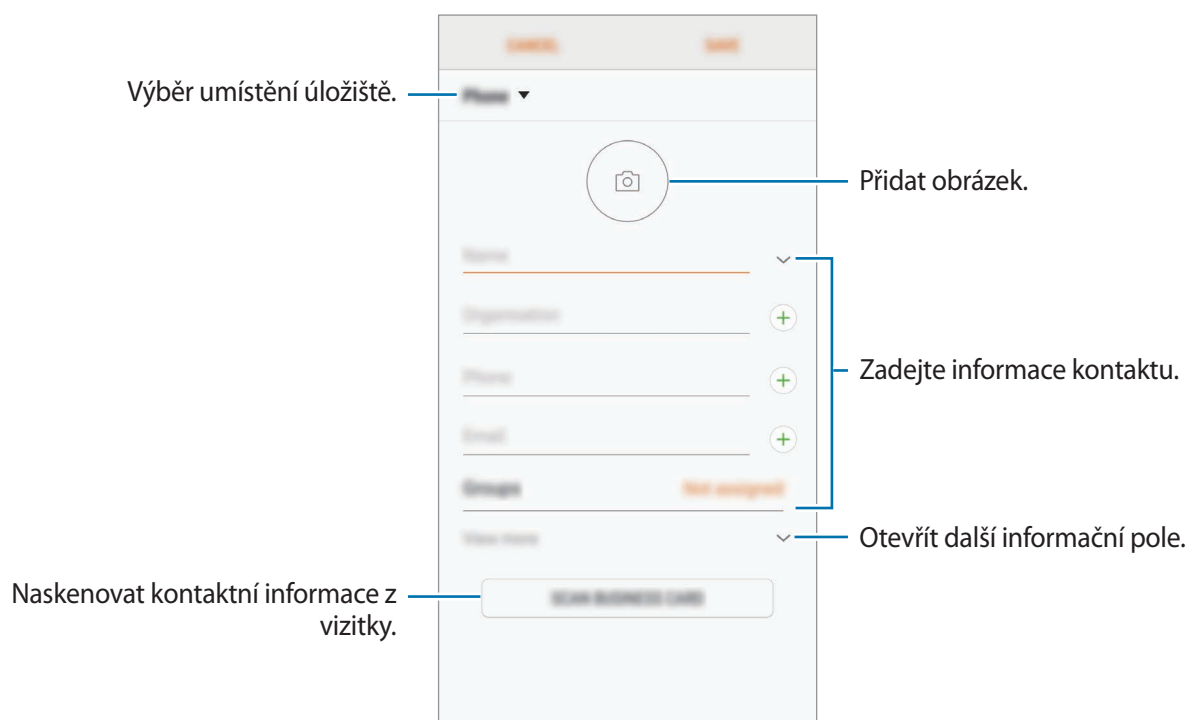 CANCEL
SAVE
Výběr umístění úložiště.
Phone
Přidat obrázek.
Name
Organisation
Phone
Zadejte informace kontaktu.
Email
Groups
Not assigned
View more
Otevřít další informační pole.
Naskenovat kontaktní informace z
vizitky.
SCAN BUSINESS CARD